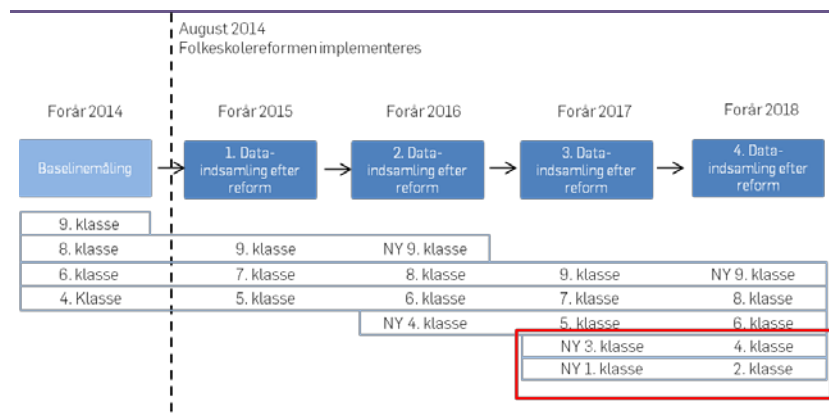 August 2014
Folkeskolereformen implementeres
Forår 2014 Forår 2015 Forår 2016 Forår 2017 Forår 2018
Baselinemåling
1. Data-
indsamling efter
reform
2. Data-
indsamling efter
reform
3. Data-
indsamling efter
reform
4. Data-
indsamling efter
reform
9. klasse
8. klasse 9. klasse NY 9. klasse
6. klasse 7. klasse 8. klasse 9. klasse NY 9. klasse
4. Klasse 5. klasse 6. klasse 7. klasse 8. klasse
NY 4. klasse 5. klasse 6. klasse
NY 3. klasse 4. klasse
NY 1. klasse 2. klasse